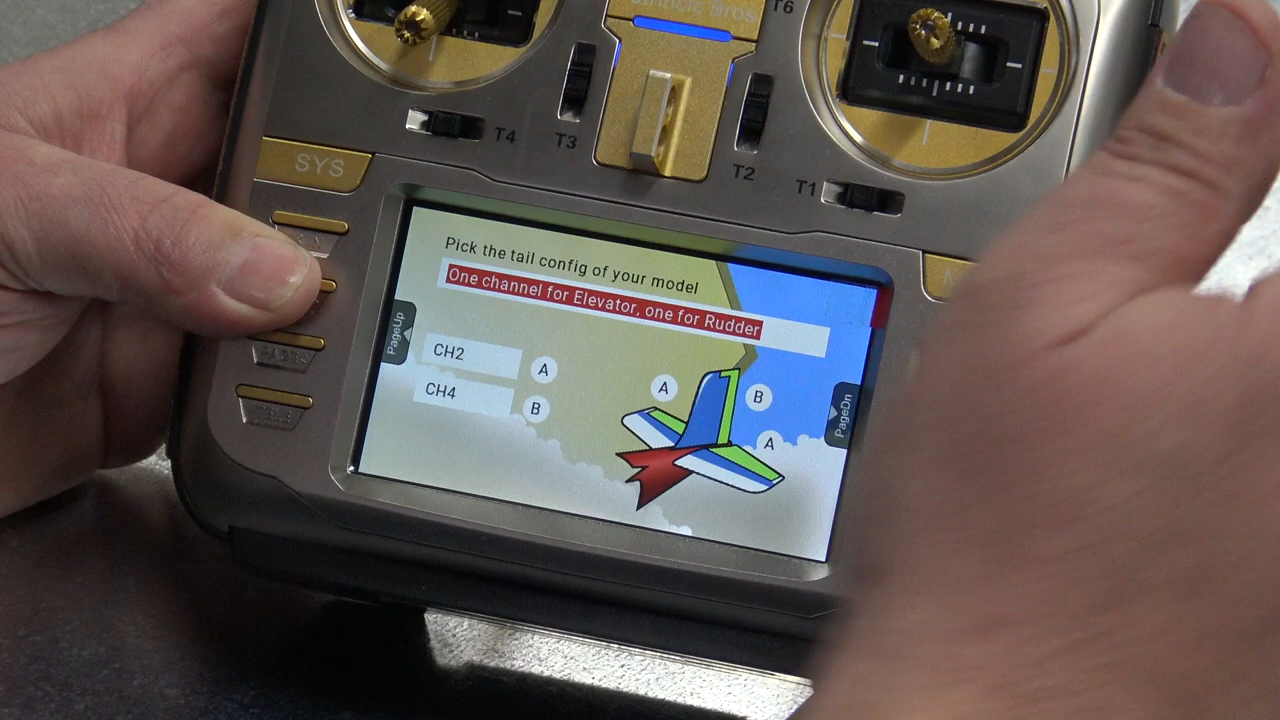 Bros
T6
T4
T3
T2
T1
SYS
Pick the tail config of your model
One channel for Elevator, one for Rudder
PageUp
CH2
A
CH4
B
A
B
A
PageDn